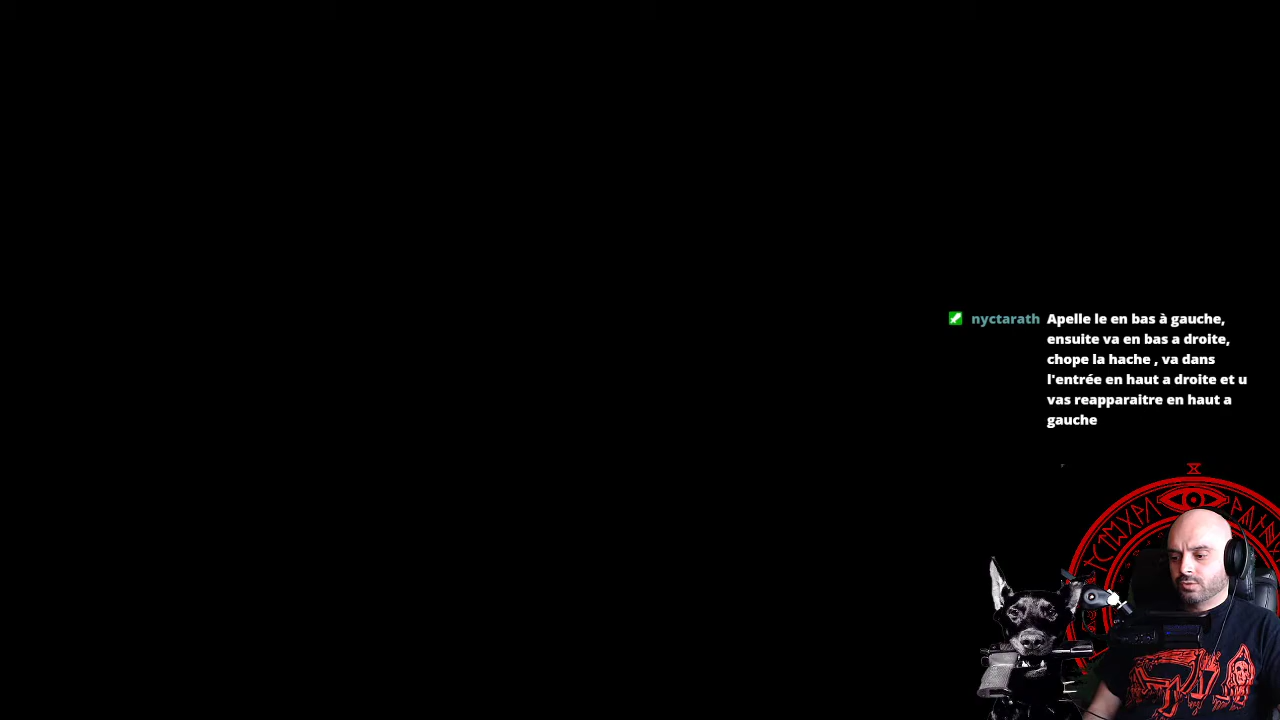 nyctarath Apelle le en bas à gauche,
ensuite va en bas a droite,
chope la hache , va dans
l'entrée en haut a droite et u
vas reapparaitre en haut a
gauche